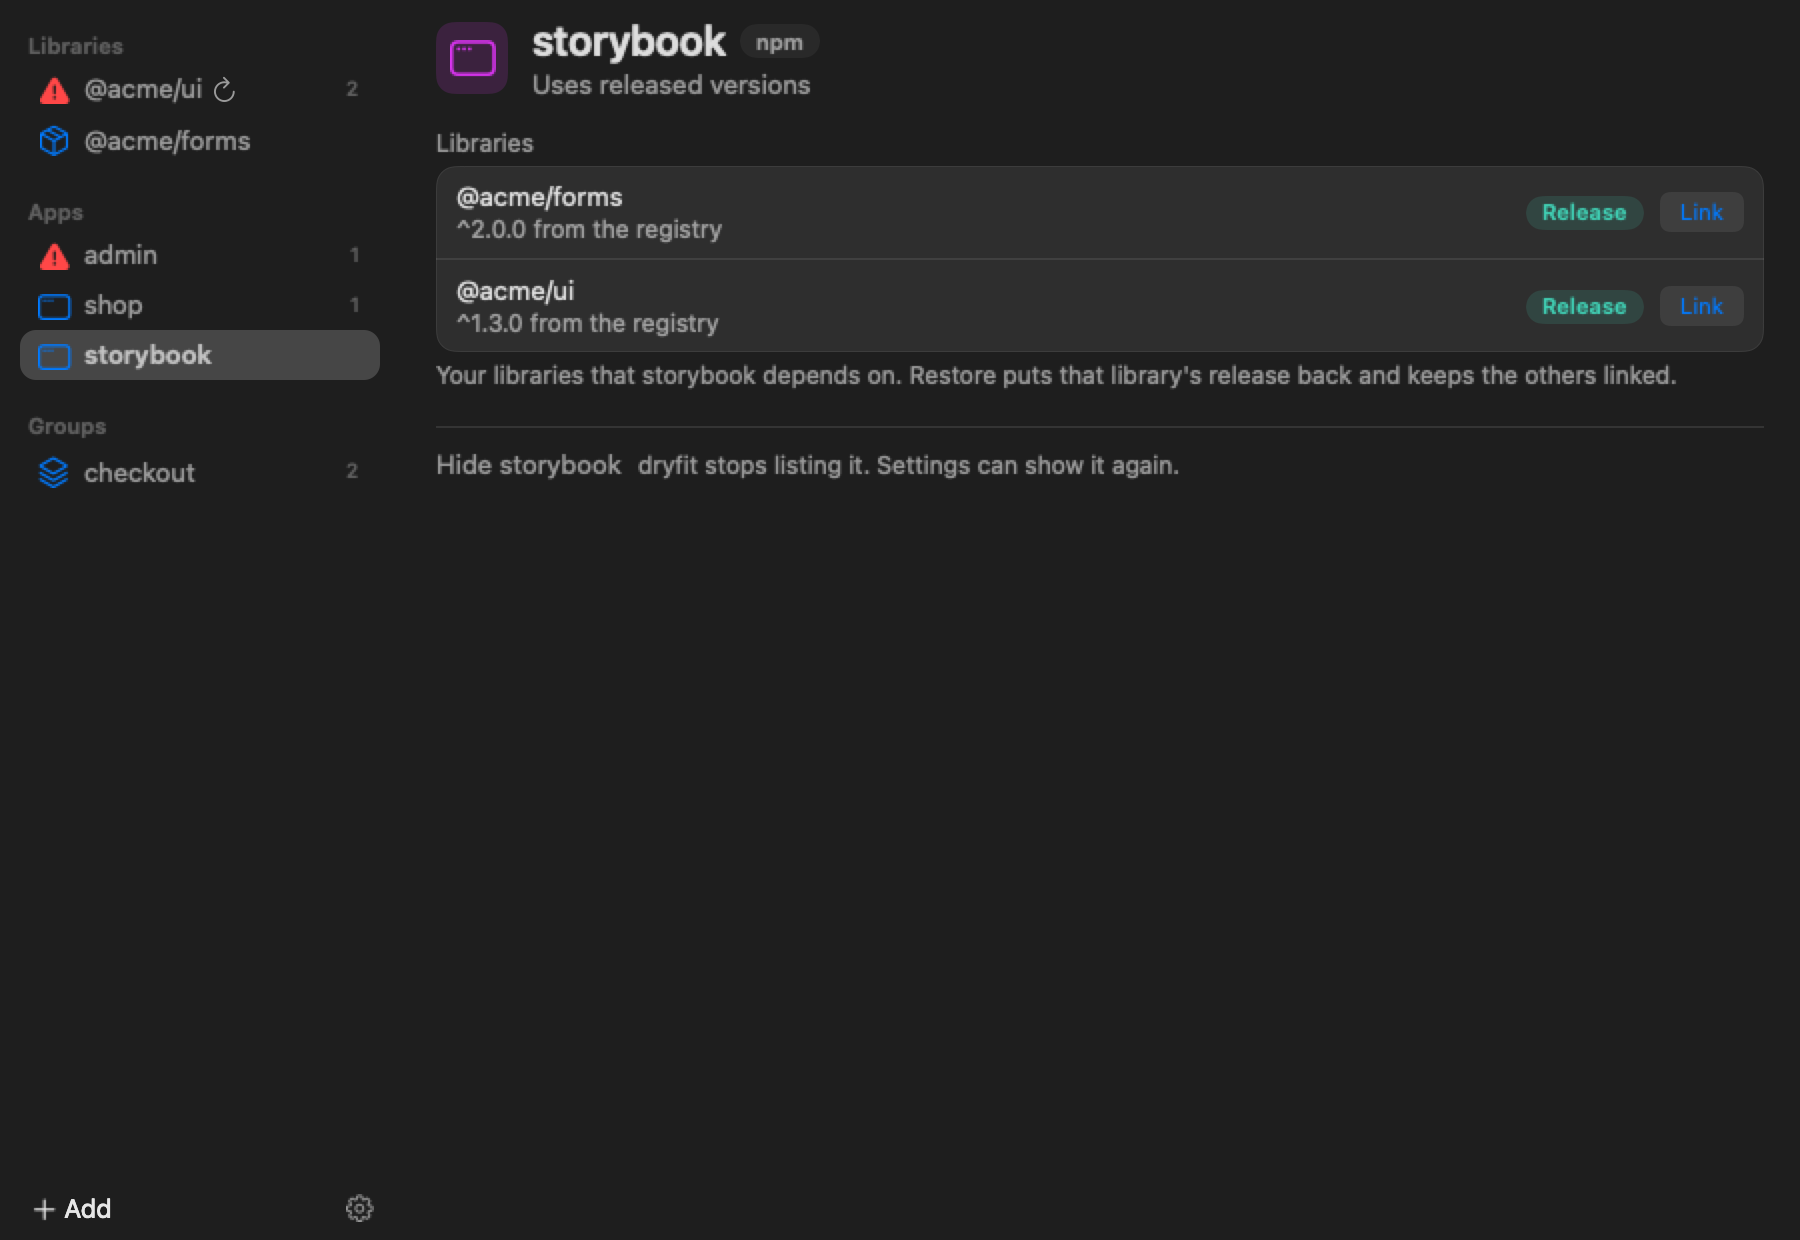 Libraries
@acme/ui 2
@acme/forms
Apps
admin 1
shop 1
storybook
Groups
checkout 2
+ Add
storybook npm
Uses released versions
Libraries
@acme/forms
^2.0.0 from the registry
Release Link
@acme/ui
^1.3.0 from the registry
Release Link
Your libraries that storybook depends on. Restore puts that library's release back and keeps the others linked.
Hide storybook dryfit stops listing it. Settings can show it again.